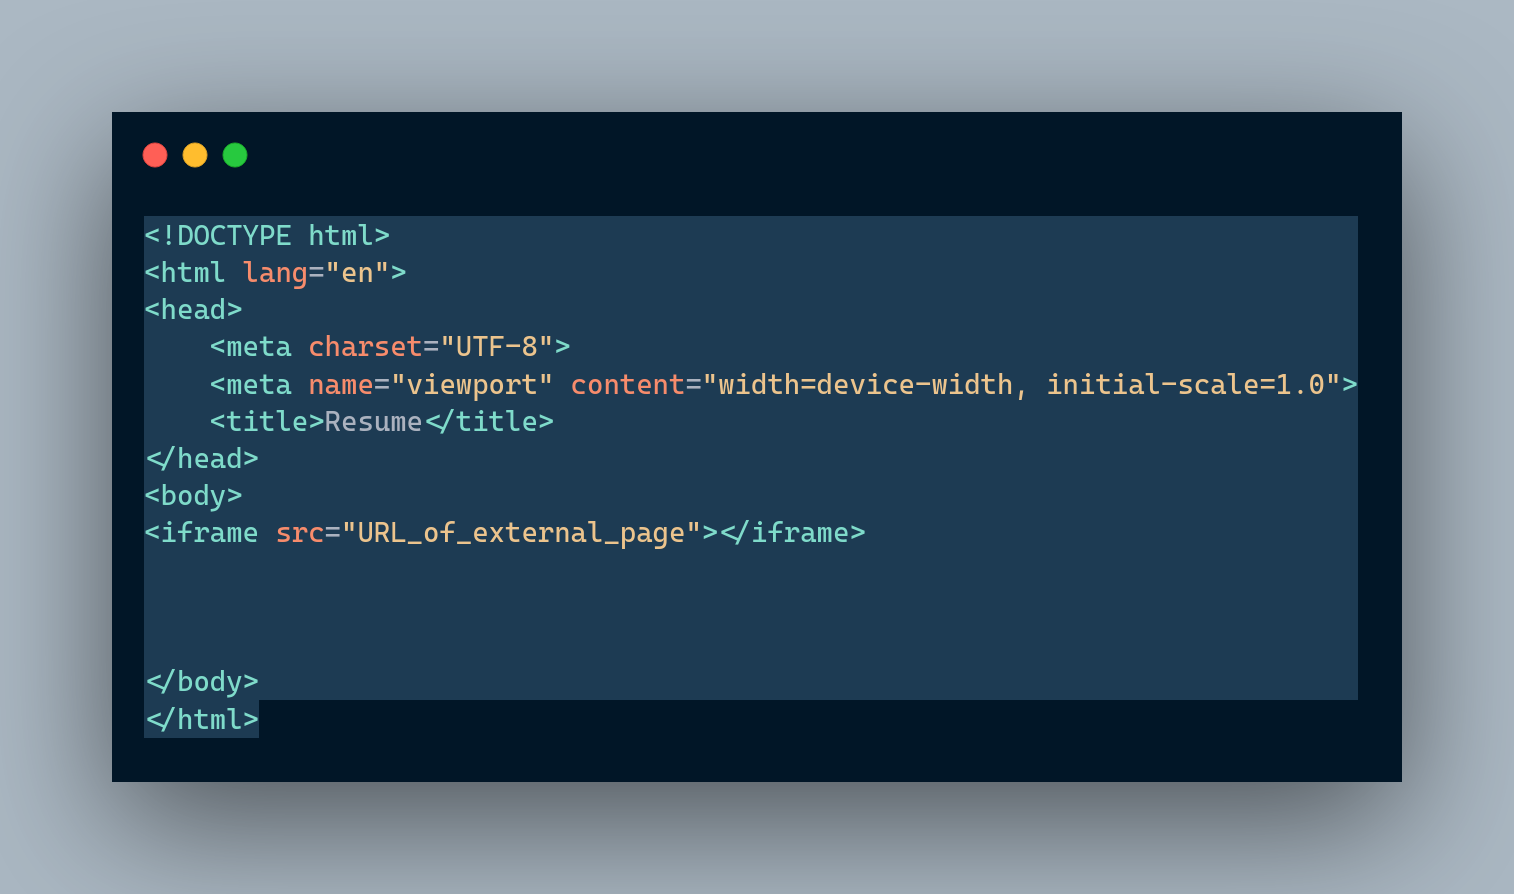 <!DOCTYPE html>
<html lang="en">
<head>
    <meta charset="UTF-8">
    <meta name="viewport" content="width=device-width, initial-scale=1.0">
    <title>Resume</title>
</head>
<body>
<iframe src="URL_of_external_page"></iframe>
</body>
</html>